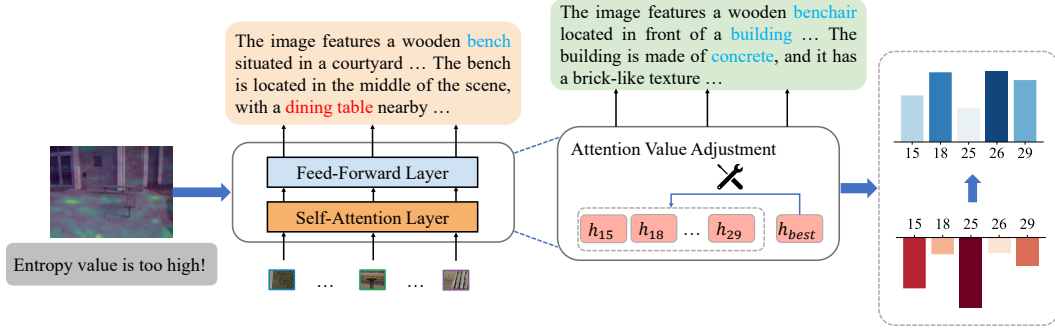 The image features a wooden bench
situated in a courtyard … The bench
is located in the middle of the scene,
with a dining table nearby …
The image features a wooden benchair
located in front of a building … The
building is made of concrete, and it has
a brick-like texture …
Entropy value is too high!
Feed-Forward Layer
Self-Attention Layer
… …
Attention Value Adjustment
h15 h18 … h29 hbest
15 18 25 26 29
15 18 25 26 29